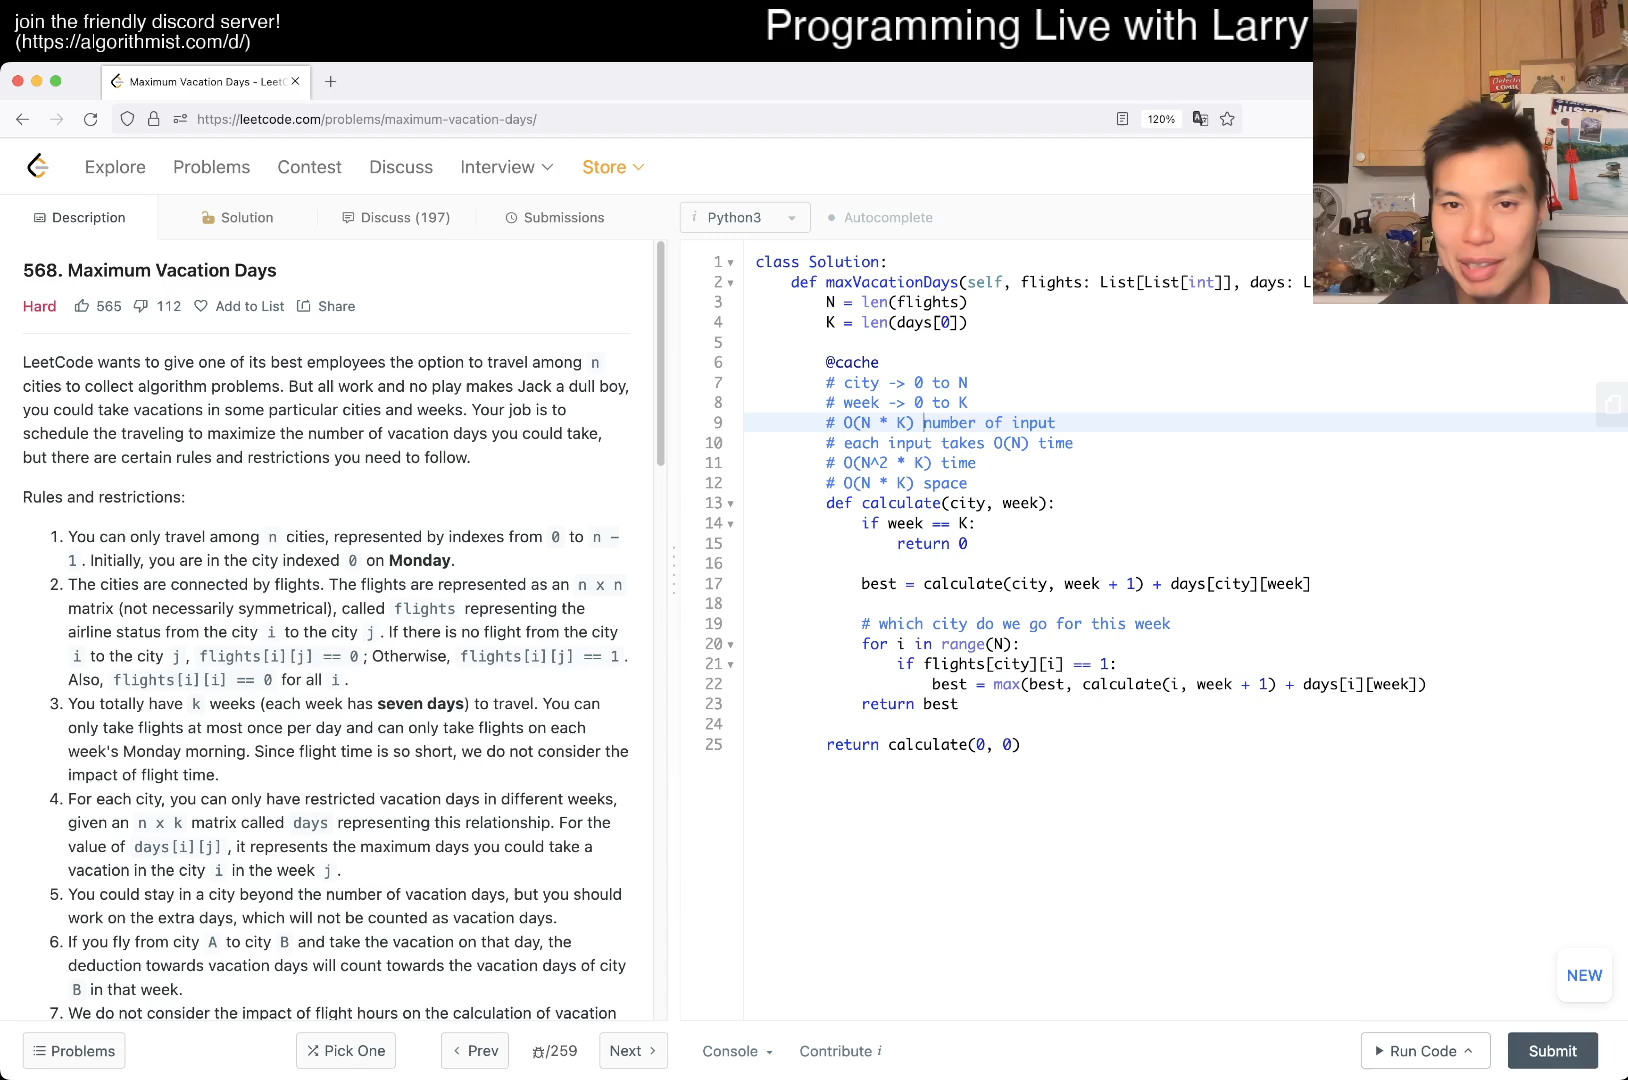 join the friendly discord server!
(https://algorithmist.com/d/)
Programming Live with Larry
Maximum Vacation Days - LeetC
https://leetcode.com/problems/maximum-vacation-days/
120%
Explore
Problems
Contest
Discuss
Interview
Store
Description
Solution
Discuss (197)
Submissions
i Python3
Autocomplete
568. Maximum Vacation Days
Hard 565 112 Add to List Share
LeetCode wants to give one of its best employees the option to travel among n
cities to collect algorithm problems. But all work and no play makes Jack a dull boy,
you could take vacations in some particular cities and weeks. Your job is to
schedule the traveling to maximize the number of vacation days you could take,
but there are certain rules and restrictions you need to follow.
Rules and restrictions:
1. You can only travel among n cities, represented by indexes from 0 to n -
1. Initially, you are in the city indexed 0 on Monday.
2. The cities are connected by flights. The flights are represented as an n x n
matrix (not necessarily symmetrical), called flights representing the
airline status from the city i to the city j. If there is no flight from the city
i to the city j, flights[i][j] == 0; Otherwise, flights[i][j] == 1.
Also, flights[i][i] == 0 for all i.
3. You totally have k weeks (each week has seven days) to travel. You can
only take flights at most once per day and can only take flights on each
week's Monday morning. Since flight time is so short, we do not consider the
impact of flight time.
4. For each city, you can only have restricted vacation days in different weeks,
given an n x k matrix called days representing this relationship. For the
value of days[i][j], it represents the maximum days you could take a
vacation in the city i in the week j.
5. You could stay in a city beyond the number of vacation days, but you should
work on the extra days, which will not be counted as vacation days.
6. If you fly from city A to city B and take the vacation on that day, the
deduction towards vacation days will count towards the vacation days of city
B in that week.
7. We do not consider the impact of flight hours on the calculation of vacation
1 class Solution:
2 def maxVacationDays(self, flights: List[List[int]], days: L
3 N = len(flights)
4 K = len(days[0])
5
6 @cache
7 # city -> 0 to N
8 # week -> 0 to K
9 # O(N * K) number of input
10 # each input takes O(N) time
11 # O(N^2 * K) time
12 # O(N * K) space
13 def calculate(city, week):
14 if week == K:
15 return 0
16
17 best = calculate(city, week + 1) + days[city][week]
18
19 # which city do we go for this week
20 for i in range(N):
21 if flights[city][i] == 1:
22 best = max(best, calculate(i, week + 1) + days[i][week])
23 return best
24
25 return calculate(0, 0)
NEW
Problems
Pick One
Prev
/259
Next
Console
Contribute i
Run Code
Submit